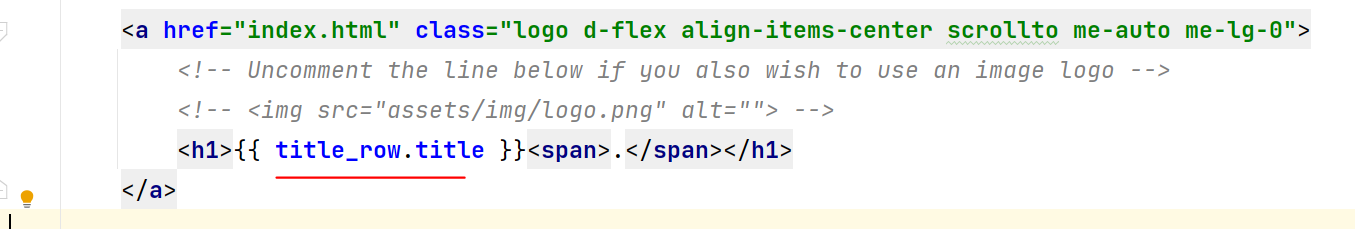 <a href="index.html" class="logo d-flex align-items-center scrollto me-auto me-lg-0">
<!-- Uncomment the line below if you also wish to use an image logo -->
<!-- <img src="assets/img/logo.png" alt=""> -->
<h1>{{ title_row.title }}<span>.</span></h1>
</a>